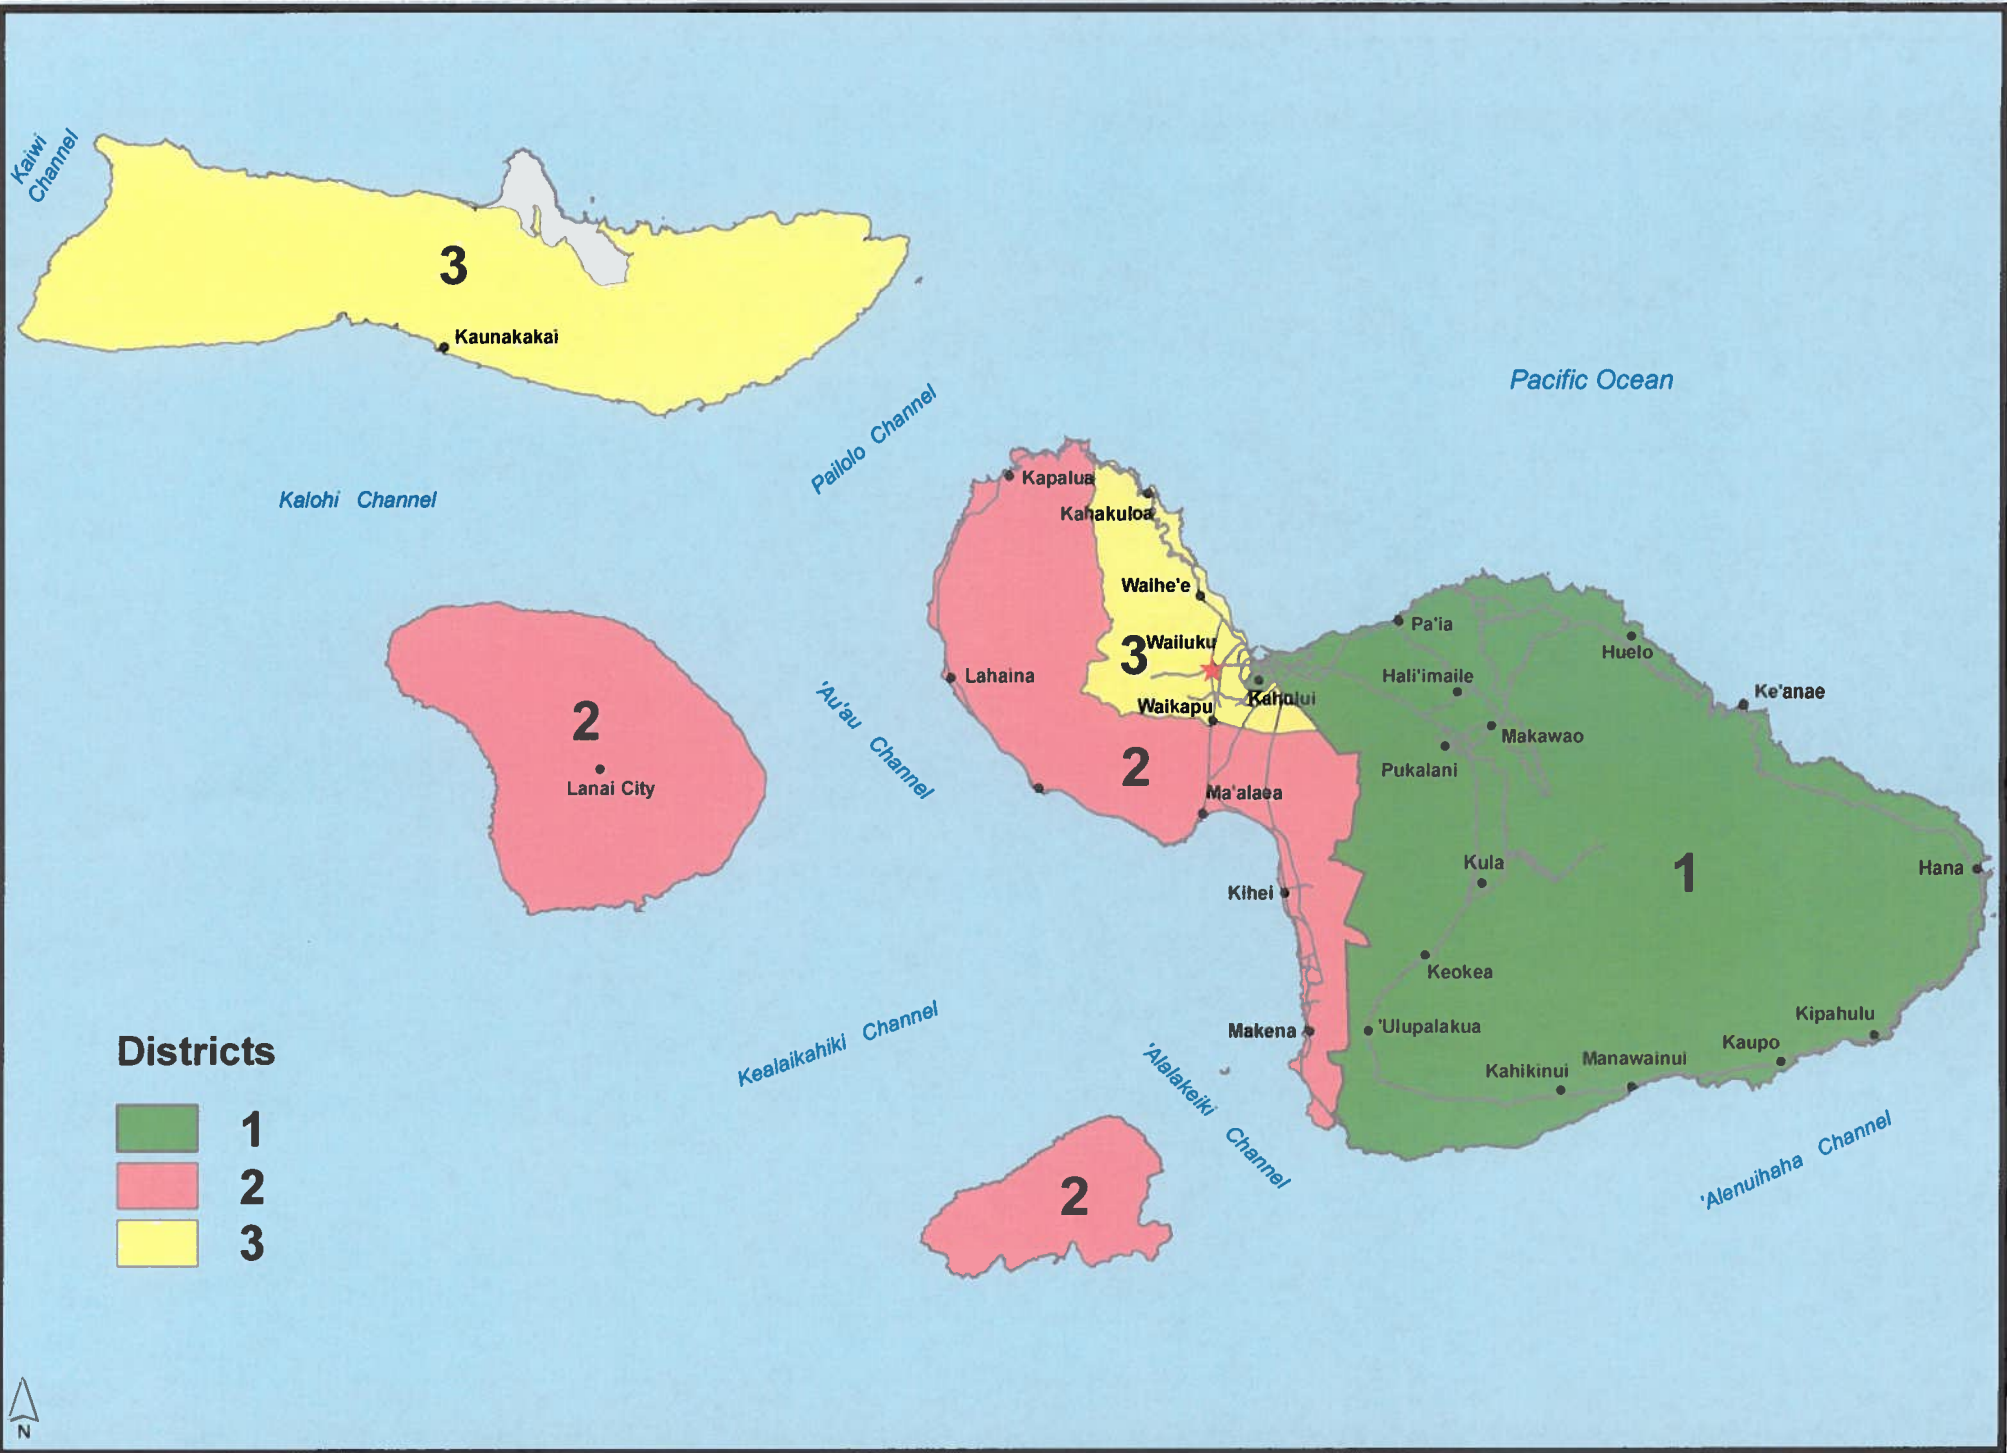 Kaiwi
Channel
3
Kaunakakai
Pacific Ocean
Pailolo Channel
Kalohi Channel
Kapalua
Kahakuloa
Waihe'e
3
Wailuku
Pa'ia
Huelo
Lahaina
Hali'imaile
Ke'anae
Kahului
Waikapu
'Au'au Channel
2
Lanai City
2
Makawao
Pukalani
Ma'alaea
Kula
1
Hana
Kihei
Keokea
Kealaikahiki Channel
Makena
'Ulupalakua
Kipahulu
Kaupo
Manawainui
Kahikinui
'Alalakeiki Channel
'Alenuihaha Channel
2
Districts
1
2
3
N